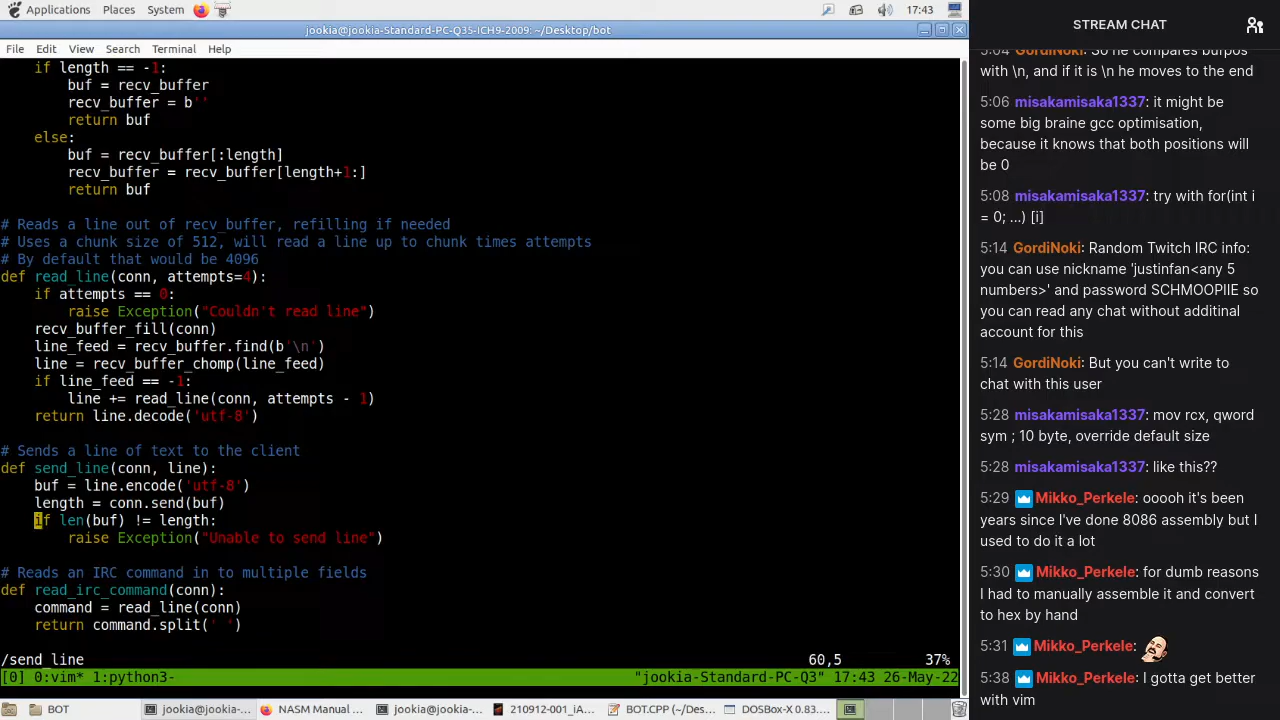 Applications Places System 17:43
jookia@jookia-Standard-PC-Q35-ICH9-2009: ~/Desktop/bot
File Edit View Search Terminal Help
if length == -1:
buf = recv_buffer
recv_buffer = b''
return buf
else:
buf = recv_buffer[:length]
recv_buffer = recv_buffer[length+1:]
return buf
# Reads a line out of recv_buffer, refilling if needed
# Uses a chunk size of 512, will read a line up to chunk times attempts
# By default that would be 4096
def read_line(conn, attempts=4):
if attempts == 0:
raise Exception("Couldn't read line")
recv_buffer_fill(conn)
line_feed = recv_buffer.find(b'\n')
line = recv_buffer_chomp(line_feed)
if line_feed == -1:
line += read_line(conn, attempts - 1)
return line.decode('utf-8')
# Sends a line of text to the client
def send_line(conn, line):
buf = line.encode('utf-8')
length = conn.send(buf)
if len(buf) != length:
raise Exception("Unable to send line")
# Reads an IRC command in to multiple fields
def read_irc_command(conn):
command = read_line(conn)
return command.split(' ')
/send_line 60,5 37%
[0] 0:vim* 1:python3- "jookia-Standard-PC-Q3" 17:43 26-May-22
BOT jookia@jookia-... NASM Manual ... jookia@jookia-... 210912-001_iA... BOT.CPP (~/Des... DOSBox-X 0.83....
STREAM CHAT
5:04 GordiNoki: So he compares bufpos
with \n, and if it is \n he moves to the end
5:06 misakamisaka1337: it might be
some big braine gcc optimisation,
because it knows that both positions will
be 0
5:08 misakamisaka1337: try with for(int i
= 0; ...) [i]
5:14 GordiNoki: Random Twitch IRC info:
you can use nickname 'justinfan<any 5
numbers>' and password SCHMOOPIIE so
you can read any chat without additinal
account for this
5:14 GordiNoki: But you can't write to
chat with this user
5:28 misakamisaka1337: mov rcx, qword
sym ; 10 byte, override default size
5:28 misakamisaka1337: like this??
5:29 Mikko_Perkele: ooooh it's been
years since I've done 8086 assembly but I
used to do it a lot
5:30 Mikko_Perkele: for dumb reasons
I had to manually assemble it and convert
to hex by hand
5:31 Mikko_Perkele:
5:38 Mikko_Perkele: I gotta get better
with vim